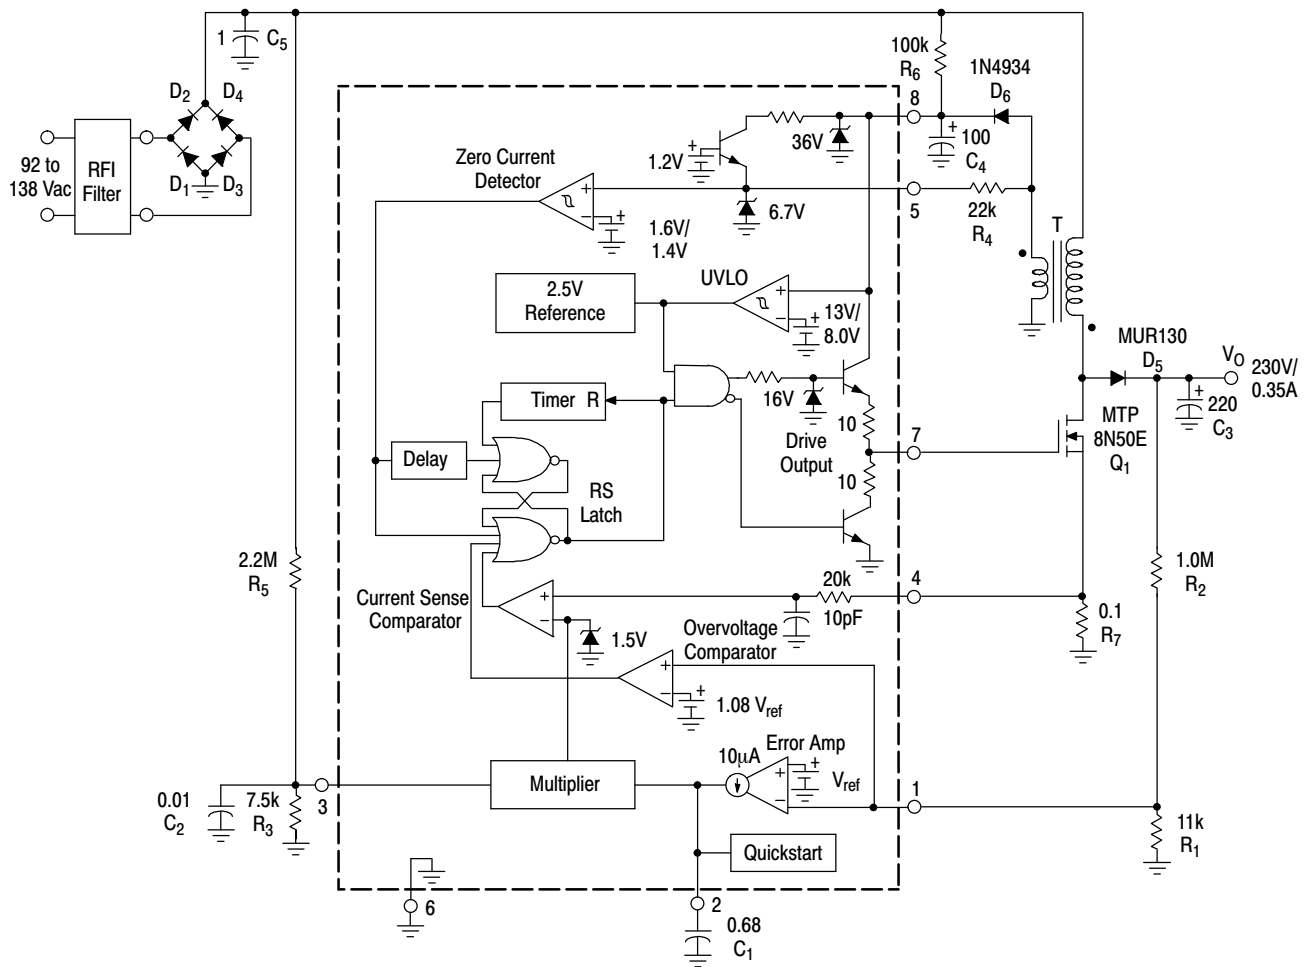 1
C5
100k
R6
1N4934
D6
D2
D4
8
92 to
138 Vac
RFI
Filter
D1
D3
36V
100
C4
+
1.2V
+
Zero Current
Detector
+
−
+
1.6V/
1.4V
6.7V
5
22k
R4
T
UVLO
2.5V
Reference
+
−
+
13V/
8.0V
MUR130
D5
VO
230V/
0.35A
Timer R
16V
10
Drive
Output
7
MTP
8N50E
Q1
+
220
C3
Delay
RS
Latch
10
2.2M
R5
Current Sense
Comparator
+
−
1.5V
20k
10pF
4
0.1
R7
1.0M
R2
Overvoltage
Comparator
+
−
+
1.08 Vref
Error Amp
10µA
+
−
+
Vref
1
Multiplier
0.01
C2
7.5k
R3
3
11k
R1
Quickstart
6
2
0.68
C1